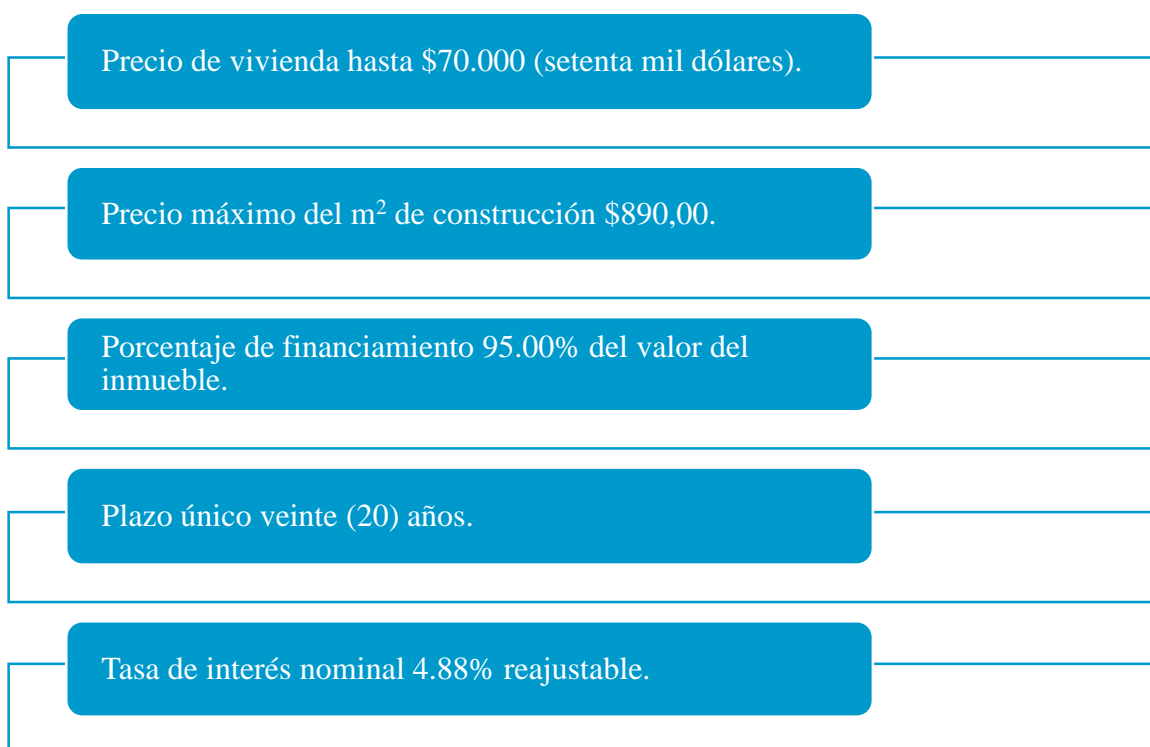 Precio de vivienda hasta $70.000 (setenta mil dólares).
Precio máximo del m² de construcción $890,00.
Porcentaje de financiamiento 95.00% del valor del
inmueble.
Plazo único veinte (20) años.
Tasa de interés nominal 4.88% reajustable.